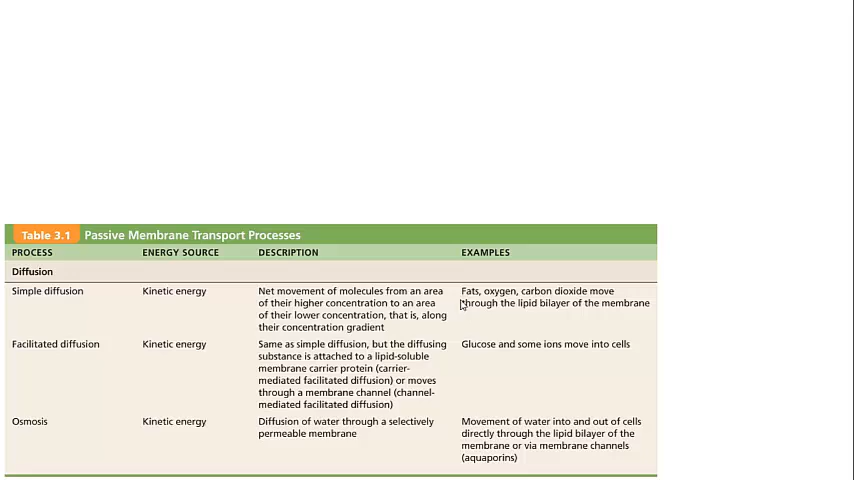 Table 3.1 Passive Membrane Transport Processes
PROCESS ENERGY SOURCE DESCRIPTION EXAMPLES
Diffusion
Simple diffusion Kinetic energy Net movement of molecules from an area Fats, oxygen, carbon dioxide move
of their higher concentration to an area through the lipid bilayer of the membrane
of their lower concentration, that is, along
their concentration gradient
Facilitated diffusion Kinetic energy Same as simple diffusion, but the diffusing Glucose and some ions move into cells
substance is attached to a lipid-soluble
membrane carrier protein (carrier-
mediated facilitated diffusion) or moves
through a membrane channel (channel-
mediated facilitated diffusion)
Osmosis Kinetic energy Diffusion of water through a selectively Movement of water into and out of cells
permeable membrane directly through the lipid bilayer of the
membrane or via membrane channels
(aquaporins)